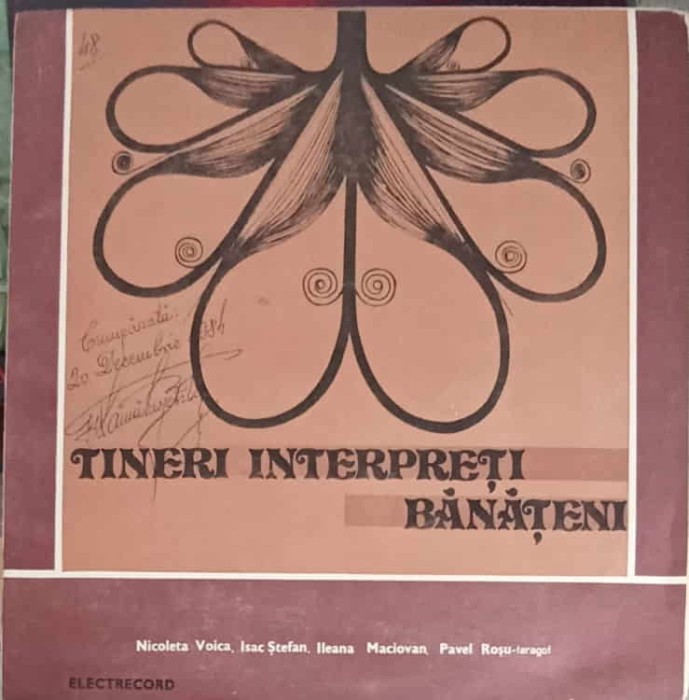 48
Cumpărată:
20 Decembrie 1984
TINERI INTERPREȚI
BĂNĂȚENI
Nicoleta Voica, Isac Ștefan, Ileana Maciovan, Pavel Roșu-taragot
ELECTRECORD